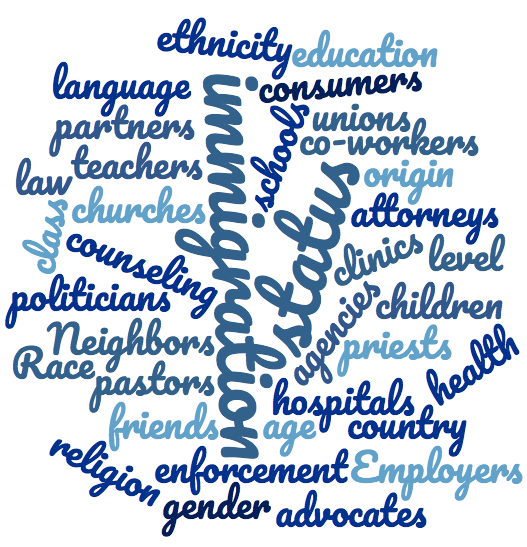 ethnicity
education
language
consumers
partners
schools
unions
co-workers
teachers
law
origin
immigration
status
class
churches
attorneys
counseling
clinics
level
politicians
agencies
children
Neighbors
priests
Race
pastors
health
hospitals
friends
age
country
religion
enforcement
Employers
gender
advocates